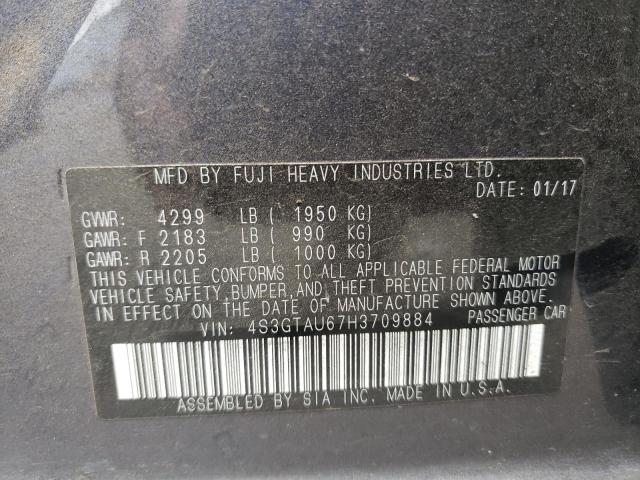 MFD BY FUJI HEAVY INDUSTRIES LTD.
DATE: 01/17
GVWR: 4299 LB ( 1950 KG)
GAWR: F 2183 LB ( 990 KG)
GAWR: R 2205 LB ( 1000 KG)
THIS VEHICLE CONFORMS TO ALL APPLICABLE FEDERAL MOTOR
VEHICLE SAFETY, BUMPER, AND THEFT PREVENTION STANDARDS
IN EFFECT ON THE DATE OF MANUFACTURE SHOWN ABOVE.
VIN: 4S3GTAU67H3709884 PASSENGER CAR
ASSEMBLED BY SIA INC. MADE IN U.S.A.